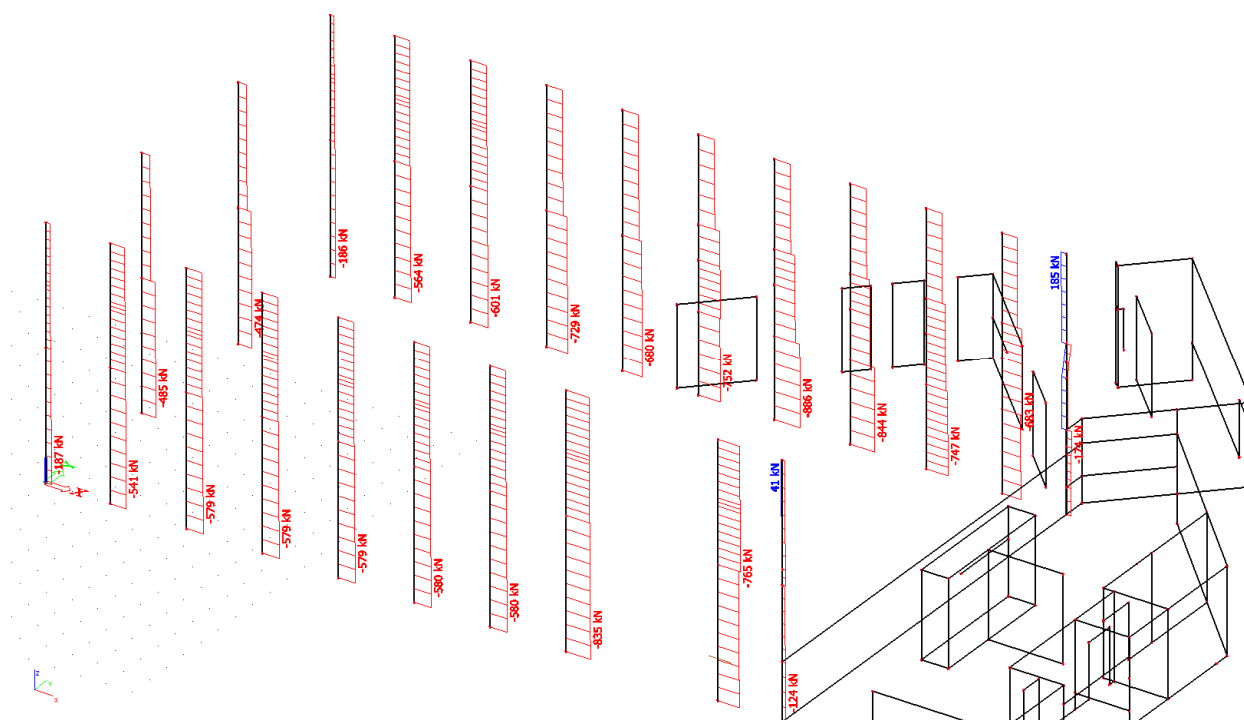 -186 kN
-564 kN
185 kN
-601 kN
-729 kN
-474 kN
-680 kN
-485 kN
-752 kN
-886 kN
-683 kN
-844 kN
-174 kN
-747 kN
-187 kN
-541 kN
41 kN
-579 kN
-579 kN
-579 kN
-765 kN
-580 kN
-580 kN
-835 kN
-124 kN
Z
Y
X